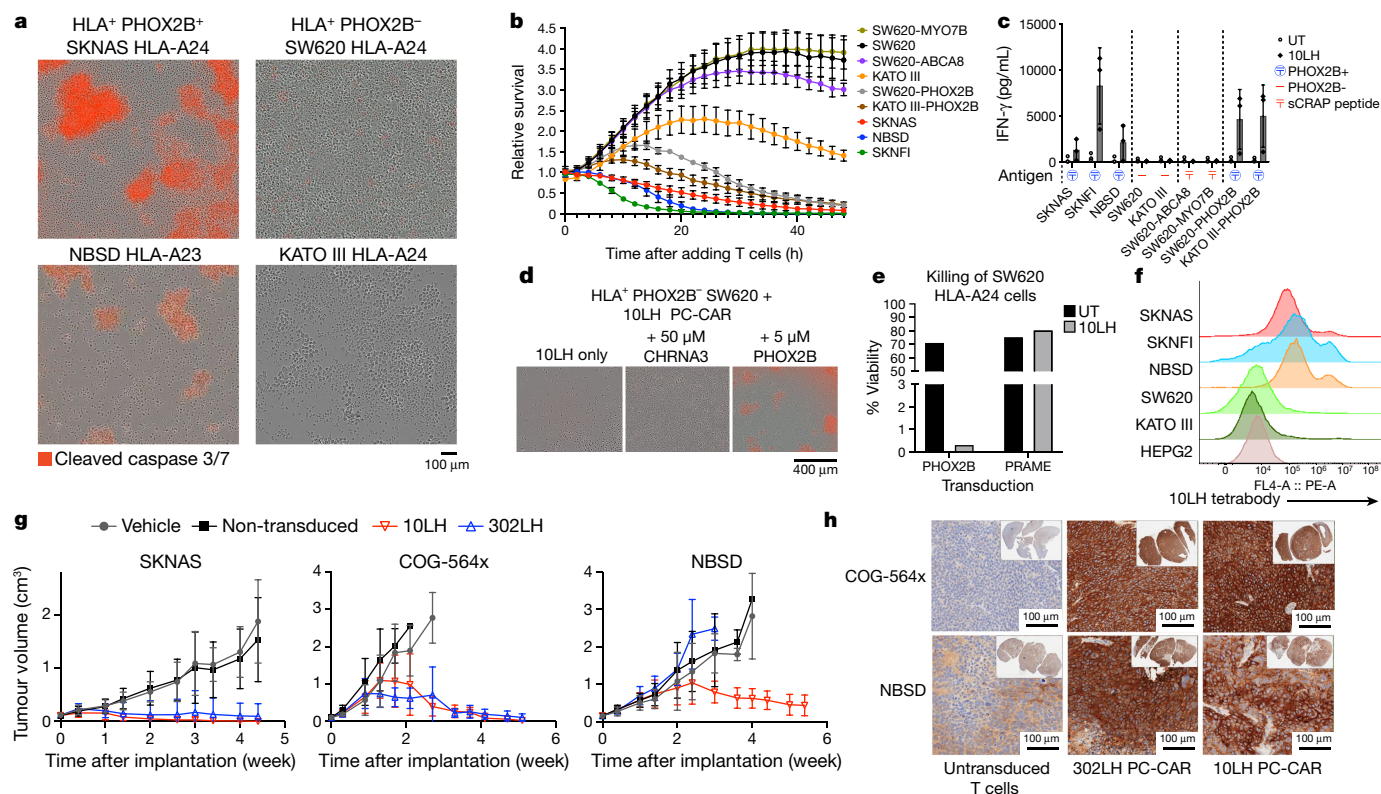 a
HLA+ PHOX2B+
SKNAS HLA-A24
HLA+ PHOX2B−
SW620 HLA-A24
NBSD HLA-A23
KATO III HLA-A24
Cleaved caspase 3/7
100 μm
b
Relative survival
4.5
4.0
3.5
3.0
2.5
2.0
1.5
1.0
0.5
0
0
20
40
Time after adding T cells (h)
SW620-MYO7B
SW620
SW620-ABCA8
KATO III
SW620-PHOX2B
KATO III-PHOX2B
SKNAS
NBSD
SKNFI
c
IFN-γ (pg/mL)
15000
10000
5000
0
UT
10LH
PHOX2B+
PHOX2B-
sCRAP peptide
Antigen
SKNAS
SKNFI
NBSD
SW620
KATO III
SW620-ABCA8
SW620-MYO7B
SW620-PHOX2B
KATO III-PHOX2B
d
HLA+ PHOX2B− SW620 +
10LH PC-CAR
10LH only
+ 50 μM
CHRNA3
+ 5 μM
PHOX2B
400 μm
e
Killing of SW620
HLA-A24 cells
% Viability
100
90
80
70
60
50
3
2
1
0
UT
10LH
PHOX2B
PRAME
Transduction
f
SKNAS
SKNFI
NBSD
SW620
KATO III
HEPG2
0
10⁴
10⁵
10⁶
10⁷
10⁸
FL4-A :: PE-A
10LH tetrabody
g
Vehicle
Non-transduced
10LH
302LH
Tumour volume (cm³)
SKNAS
2
1
0
0
1
2
3
4
5
Time after implantation (week)
COG-564x
4
3
2
1
0
0
2
4
6
Time after implantation (week)
NBSD
4
3
2
1
0
0
2
4
6
Time after implantation (week)
h
COG-564x
100 μm
100 μm
100 μm
NBSD
100 μm
100 μm
100 μm
Untransduced
T cells
302LH PC-CAR
10LH PC-CAR